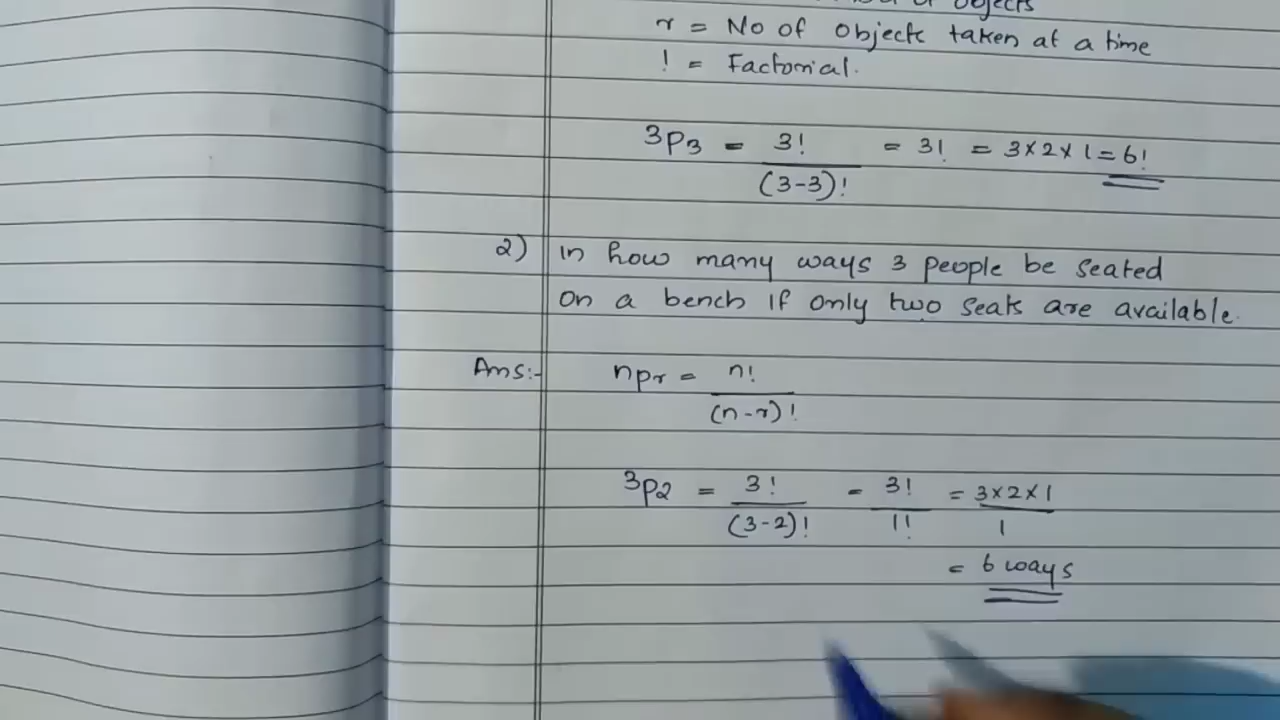 objects
r = No of objects taken at a time
! = Factorial.
3P3 = 3! / (3-3)! = 3! = 3×2×1 = 6!
2) In how many ways 3 people be seated
on a bench if only two seats are available.
Ans:- nPr = n! / (n-r)!
3P2 = 3! / (3-2)! = 3! / 1! = 3×2×1 / 1
= 6 ways